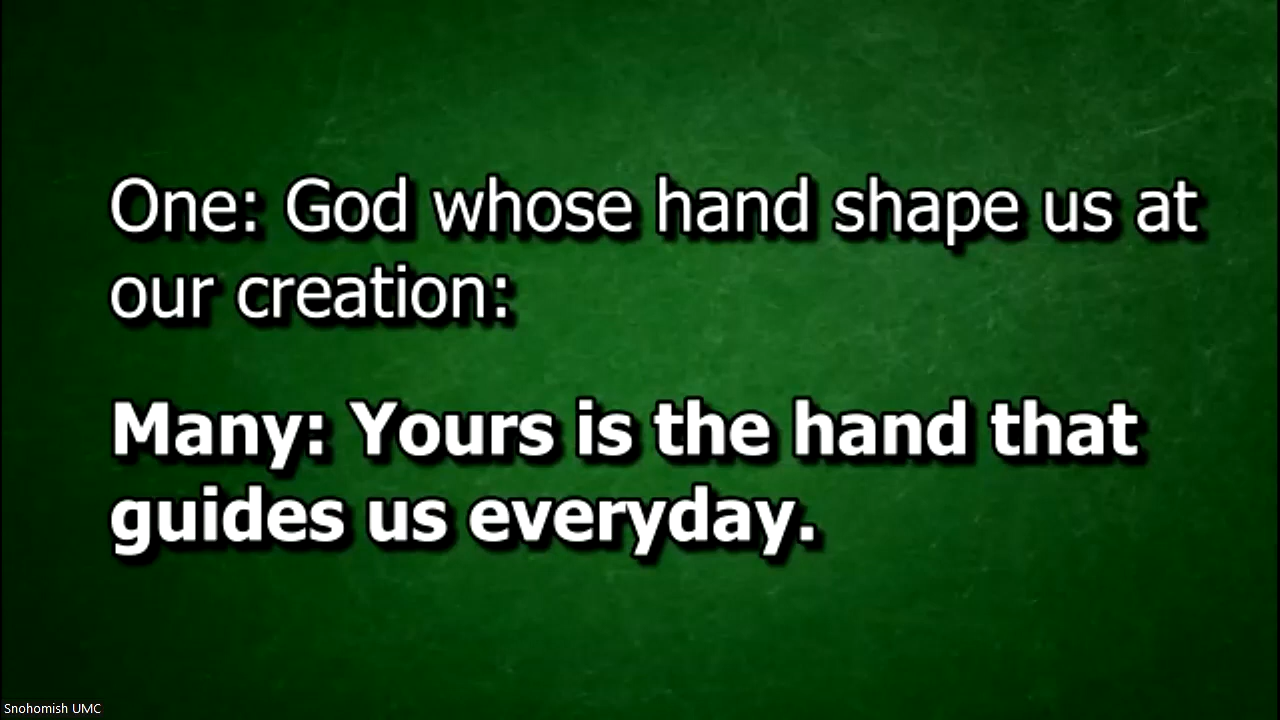 One: God whose hand shape us at
our creation:
Many: Yours is the hand that
guides us everyday.
Snohomish UMC